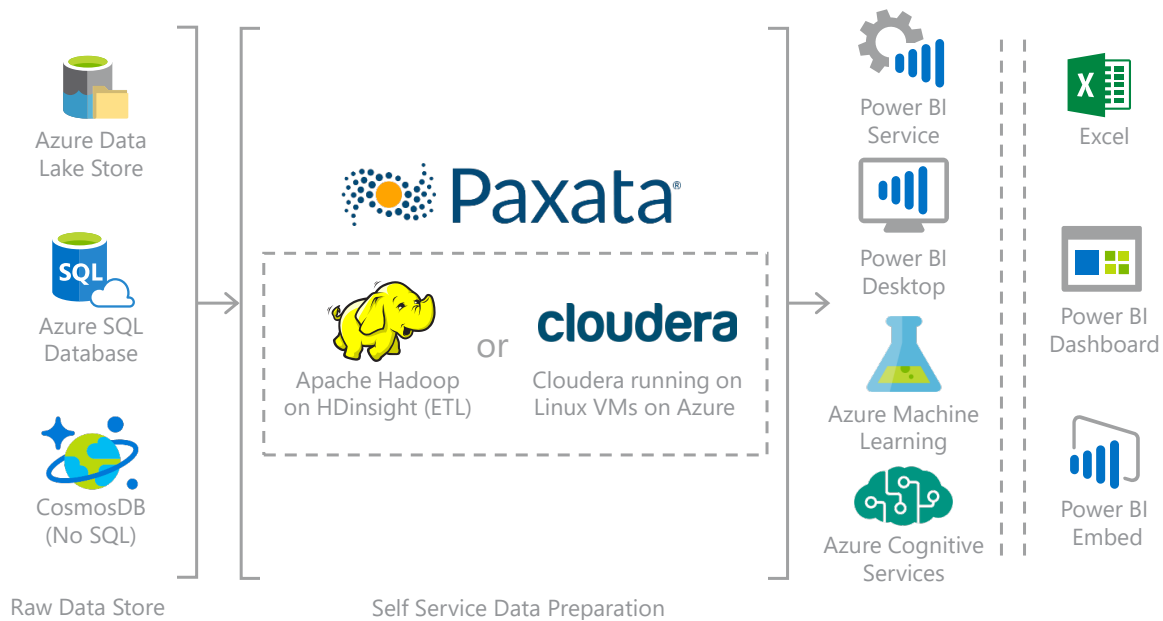 Azure Data
Lake Store
SQL
Azure SQL
Database
CosmosDB
(No SQL)
Raw Data Store
Paxata®
Apache Hadoop
on HDinsight (ETL)
or
cloudera
Cloudera running on
Linux VMs on Azure
Self Service Data Preparation
Power BI
Service
Power BI
Desktop
Azure Machine
Learning
Azure Cognitive
Services
X
Excel
Power BI
Dashboard
Power BI
Embed